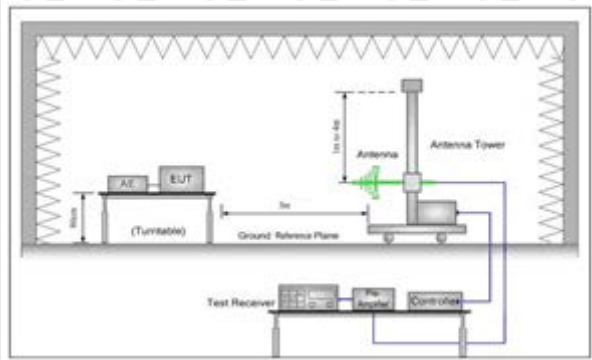 1m to 4m
Antenna
Antenna Tower
AE
EUT
3m
(Turntable)
Ground Reference Plane
Test Receiver
Pre
Amplifier
Controller